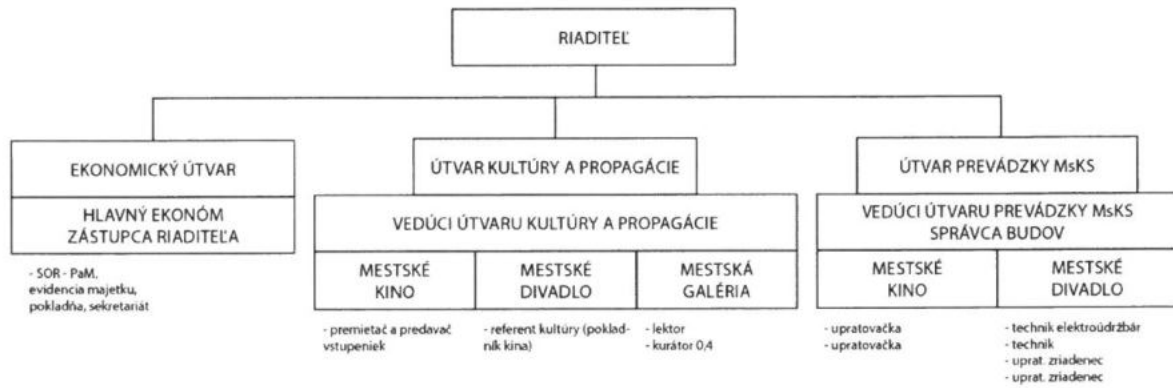 RIADITEĽ
EKONOMICKÝ ÚTVAR
HLAVNÝ EKONÓM
ZÁSTUPCA RIADITEĽA
- SOR - PaM,
evidencia majetku,
pokladňa, sekretariát
ÚTVAR KULTÚRY A PROPAGÁCIE
VEDÚCI ÚTVARU KULTÚRY A PROPAGÁCIE
MESTSKÉ
KINO
- premietač a predavač
vstupeniek
MESTSKÉ
DIVADLO
- referent kultúry (poklad-
ník kina)
MESTSKÁ
GALÉRIA
- lektor
- kurátor 0,4
ÚTVAR PREVÁDZKY MsKS
VEDÚCI ÚTVARU PREVÁDZKY MsKS
SPRÁVCA BUDOV
MESTSKÉ
KINO
- upratovačka
- upratovačka
MESTSKÉ
DIVADLO
- technik elektroúdržbár
- technik
- uprat. zriadenec
- uprat. zriadenec